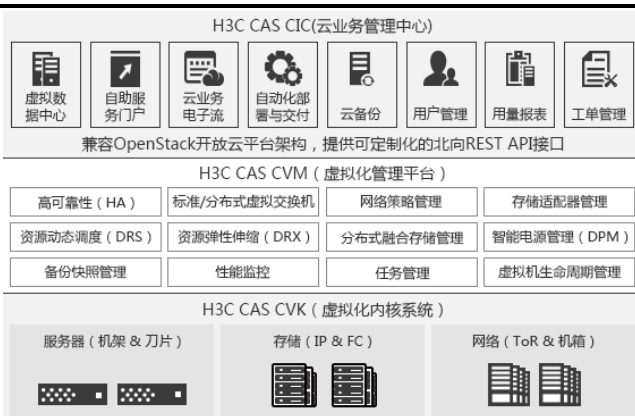 H3C CAS CIC(云业务管理中心)
虚拟数据中心
自助服务门户
云业务电子流
自动化部署与交付
云备份
用户管理
用量报表
工单管理
兼容OpenStack开放云平台架构，提供可定制化的北向REST API接口
H3C CAS CVM（虚拟化管理平台）
高可靠性（HA）
标准/分布式虚拟交换机
网络策略管理
存储适配器管理
资源动态调度（DRS）
资源弹性伸缩（DRX）
分布式融合存储管理
智能电源管理（DPM）
备份快照管理
性能监控
任务管理
虚拟机生命周期管理
H3C CAS CVK（虚拟化内核系统）
服务器（机架 & 刀片）
存储（IP & FC）
网络（ToR & 机箱）